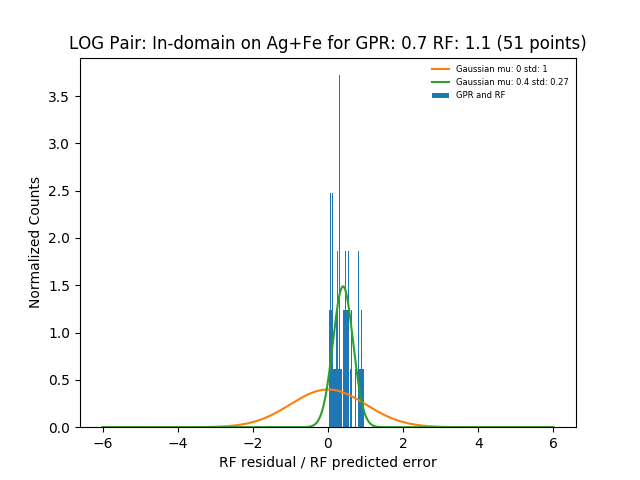 LOG Pair: In-domain on Ag+Fe for GPR: 0.7 RF: 1.1 (51 points)
Gaussian mu: 0 std: 1
Gaussian mu: 0.4 std: 0.27
GPR and RF
Normalized Counts
3.5
3.0
2.5
2.0
1.5
1.0
0.5
0.0
−6 −4 −2 0 2 4 6
RF residual / RF predicted error